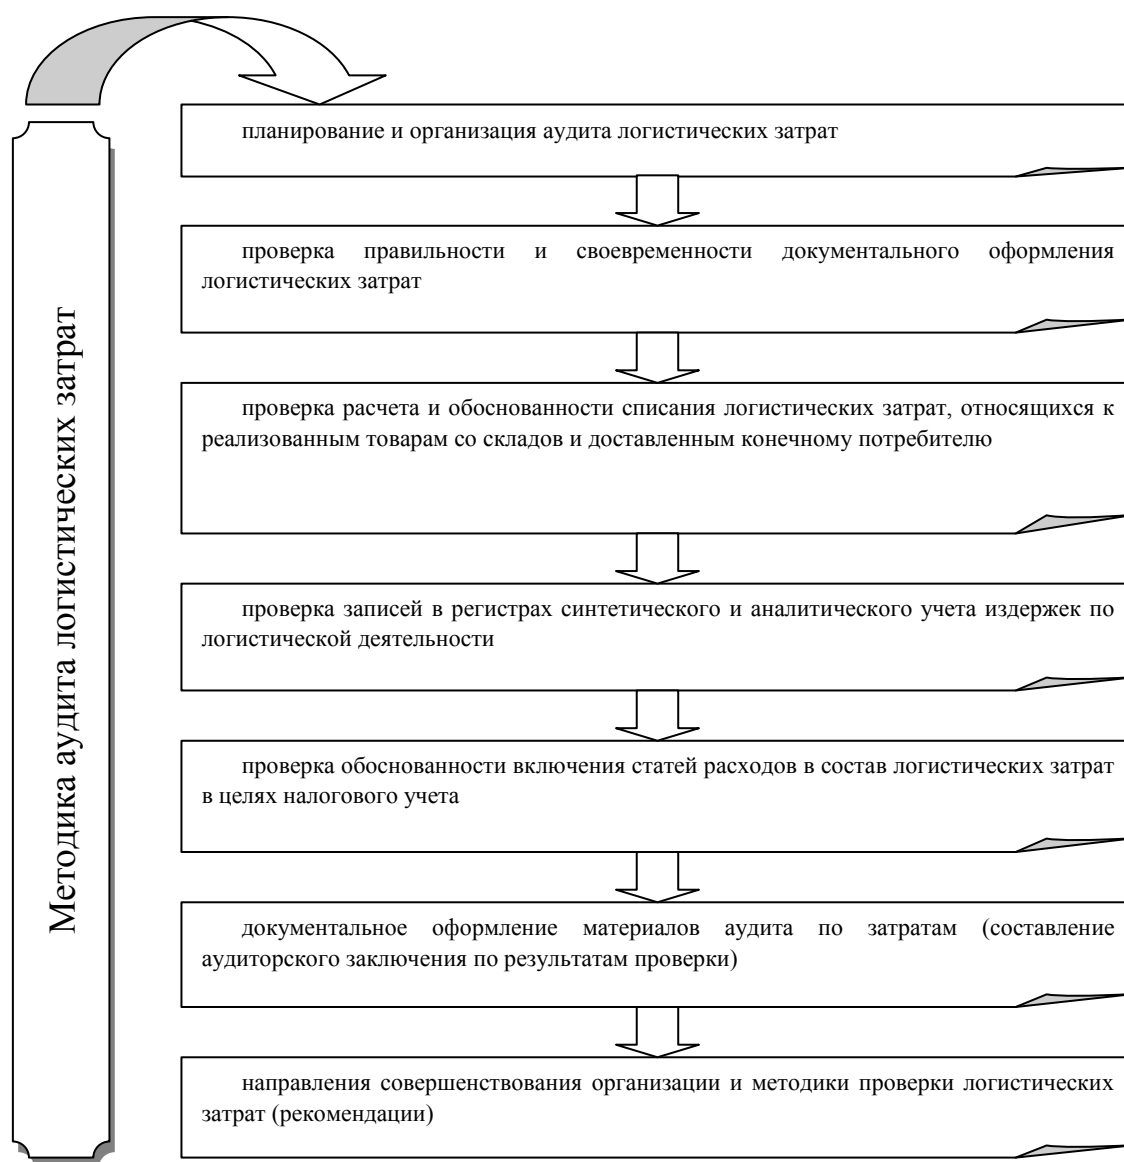 Методика аудита логистических затрат
планирование и организация аудита логистических затрат
проверка правильности и своевременности документального оформления
логистических затрат
проверка расчета и обоснованности списания логистических затрат, относящихся к
реализованным товарам со складов и доставленным конечному потребителю
проверка записей в регистрах синтетического и аналитического учета издержек по
логистической деятельности
проверка обоснованности включения статей расходов в состав логистических затрат
в целях налогового учета
документальное оформление материалов аудита по затратам (составление
аудиторского заключения по результатам проверки)
направления совершенствования организации и методики проверки логистических
затрат (рекомендации)